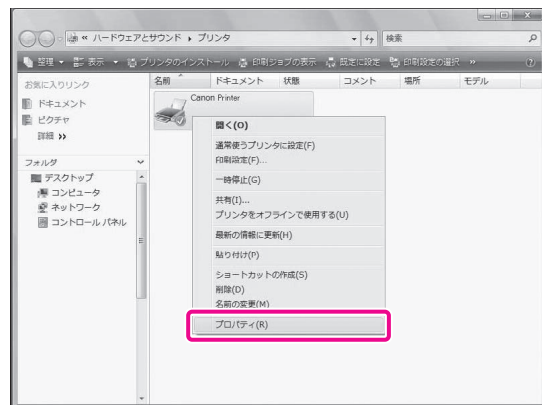 « ハードウェアとサウンド ▸ プリンタ
検索
整理 表示 プリンタのインストール 印刷ジョブの表示 既定に設定 印刷設定の選択 »
お気に入りリンク
ドキュメント
ピクチャ
詳細 »
フォルダ
デスクトップ
コンピュータ
ネットワーク
コントロール パネル
名前 ドキュメント 状態 コメント 場所 モデル
Canon Printer
開く(O)
通常使うプリンタに設定(F)
印刷設定(F)...
一時停止(G)
共有(I)...
プリンタをオフラインで使用する(U)
最新の情報に更新(H)
貼り付け(P)
ショートカットの作成(S)
削除(D)
名前の変更(M)
プロパティ(R)